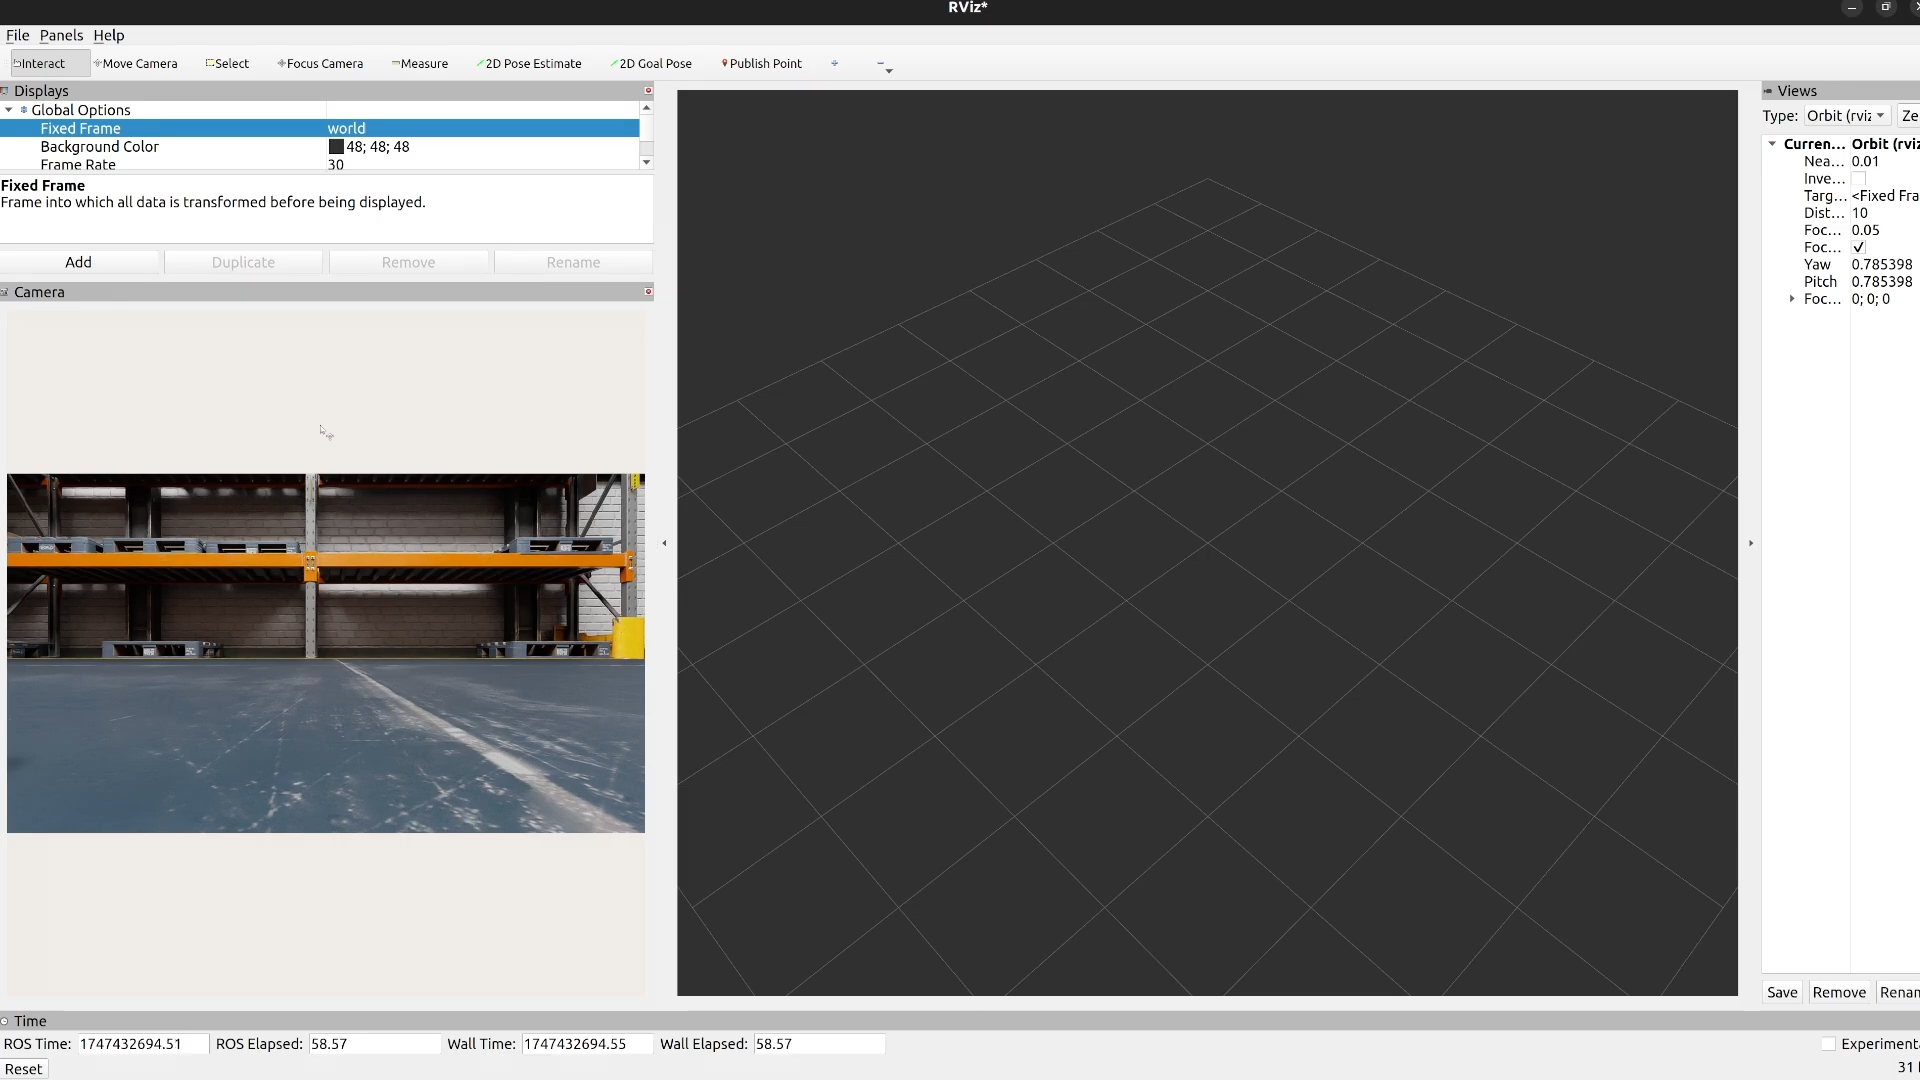 RViz*
File Panels Help
Interact Move Camera Select Focus Camera Measure 2D Pose Estimate 2D Goal Pose Publish Point
Displays
Global Options
Fixed Frame world
Background Color 48; 48; 48
Frame Rate 30
Fixed Frame
Frame into which all data is transformed before being displayed.
Add Duplicate Remove Rename
Camera
Views
Type: Orbit (rviz Ze
Curren... Orbit (rviz
Nea... 0.01
Inve...
Targ... <Fixed Fra
Dist... 10
Foc... 0.05
Foc...
Yaw 0.785398
Pitch 0.785398
Foc... 0; 0; 0
Save Remove Renam
Time
ROS Time: 1747432694.51 ROS Elapsed: 58.57 Wall Time: 1747432694.55 Wall Elapsed: 58.57 Experimenta
Reset 31